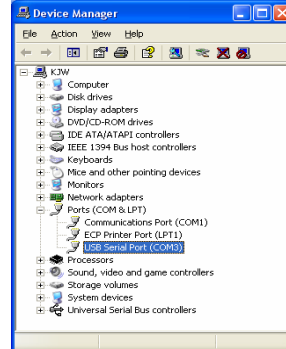 Device Manager
File Action View Help
KJW
Computer
Disk drives
Display adapters
DVD/CD-ROM drives
IDE ATA/ATAPI controllers
IEEE 1394 Bus host controllers
Keyboards
Mice and other pointing devices
Monitors
Network adapters
Ports (COM & LPT)
Communications Port (COM1)
ECP Printer Port (LPT1)
USB Serial Port (COM3)
Processors
Sound, video and game controllers
Storage volumes
System devices
Universal Serial Bus controllers